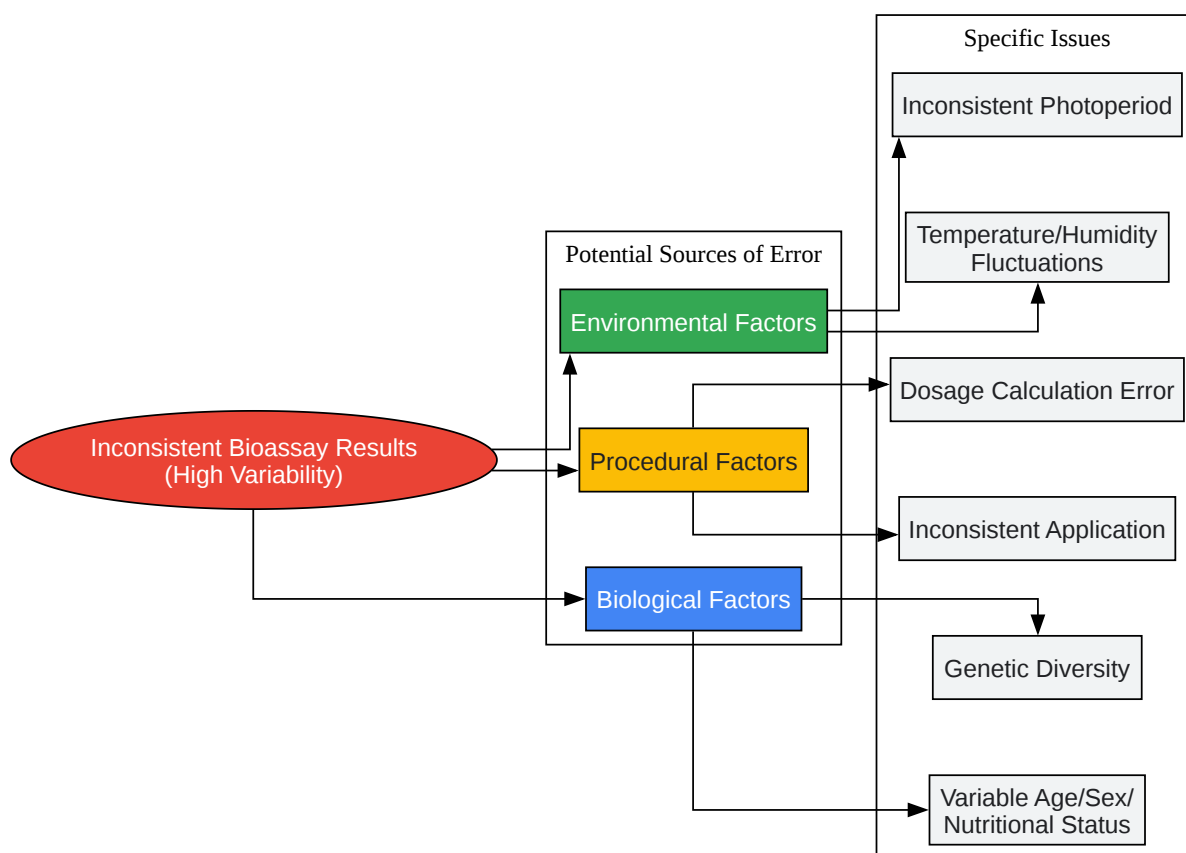 Specific Issues
Inconsistent Photoperiod
Temperature/Humidity
Fluctuations
Potential Sources of Error
Environmental Factors
Dosage Calculation Error
Inconsistent Bioassay Results
(High Variability)
Procedural Factors
Inconsistent Application
Biological Factors
Genetic Diversity
Variable Age/Sex/
Nutritional Status